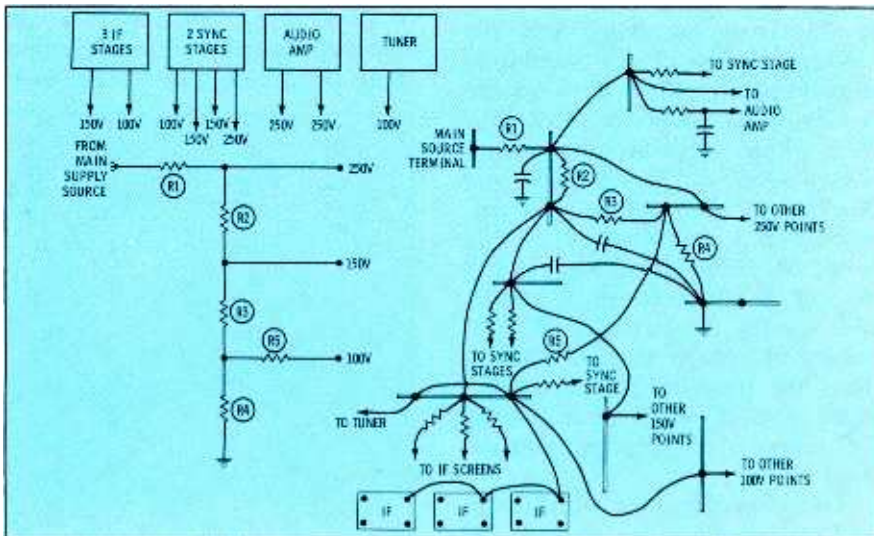 3 IF
STAGES
2 SYNC
STAGES
AUDIO
AMP
TUNER
150V
100V
100V
150V
150V
250V
250V
250V
100V
FROM
MAIN
SUPPLY
SOURCE
R1
250V
R2
150V
R3
R5
100V
R4
MAIN
SOURCE
TERMINAL
R1
TO SYNC STAGE
TO
AUDIO
AMP
R2
R3
TO OTHER
250V POINTS
R4
TO SYNC
STAGES
R5
TO
SYNC
STAGE
TO TUNER
TO IF SCREENS
TO
OTHER
150V
POINTS
TO OTHER
100V POINTS
IF
IF
IF